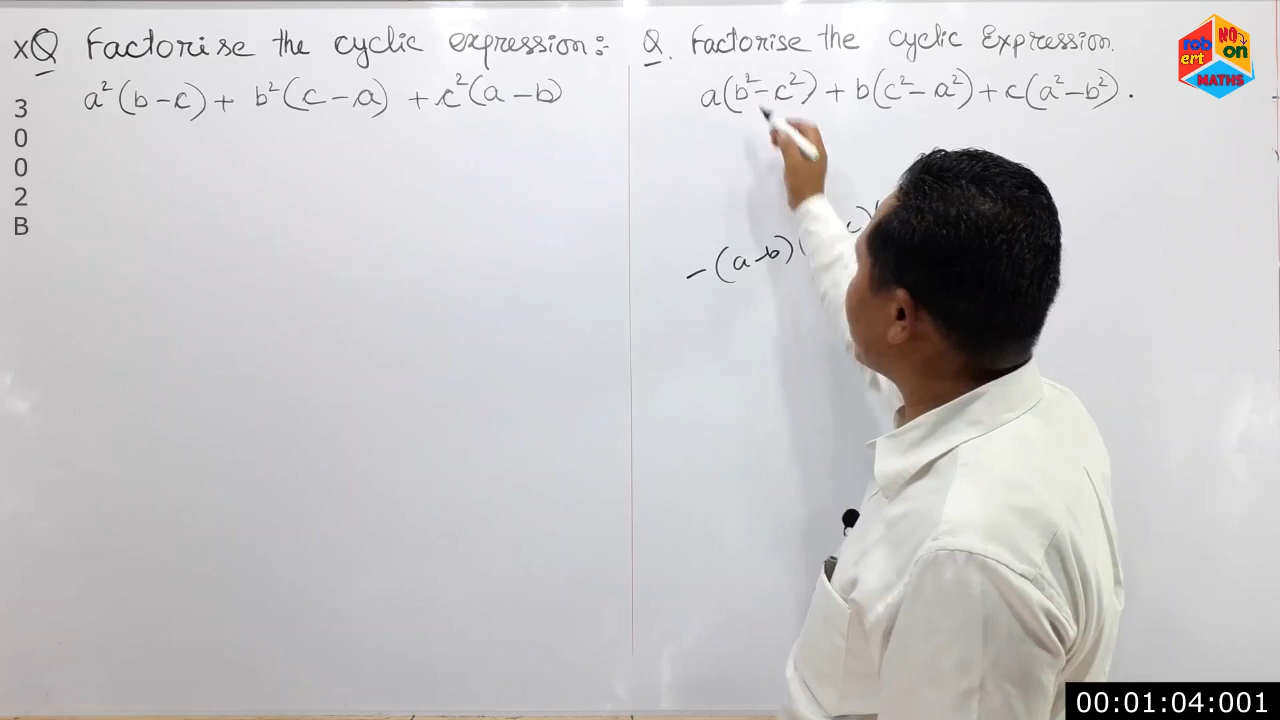 xQ Factorise the cyclic expression:-
a²(b-c)+ b²(c-a) +c²(a-b)
3
0
0
2
B
Q. Factorise the cyclic Expression.
a(b²-c²)+b(c²-a²)+c(a²-b²).
-(a-b)( c)(
rob
ert
NO
on
MATHS
00:01:04:001